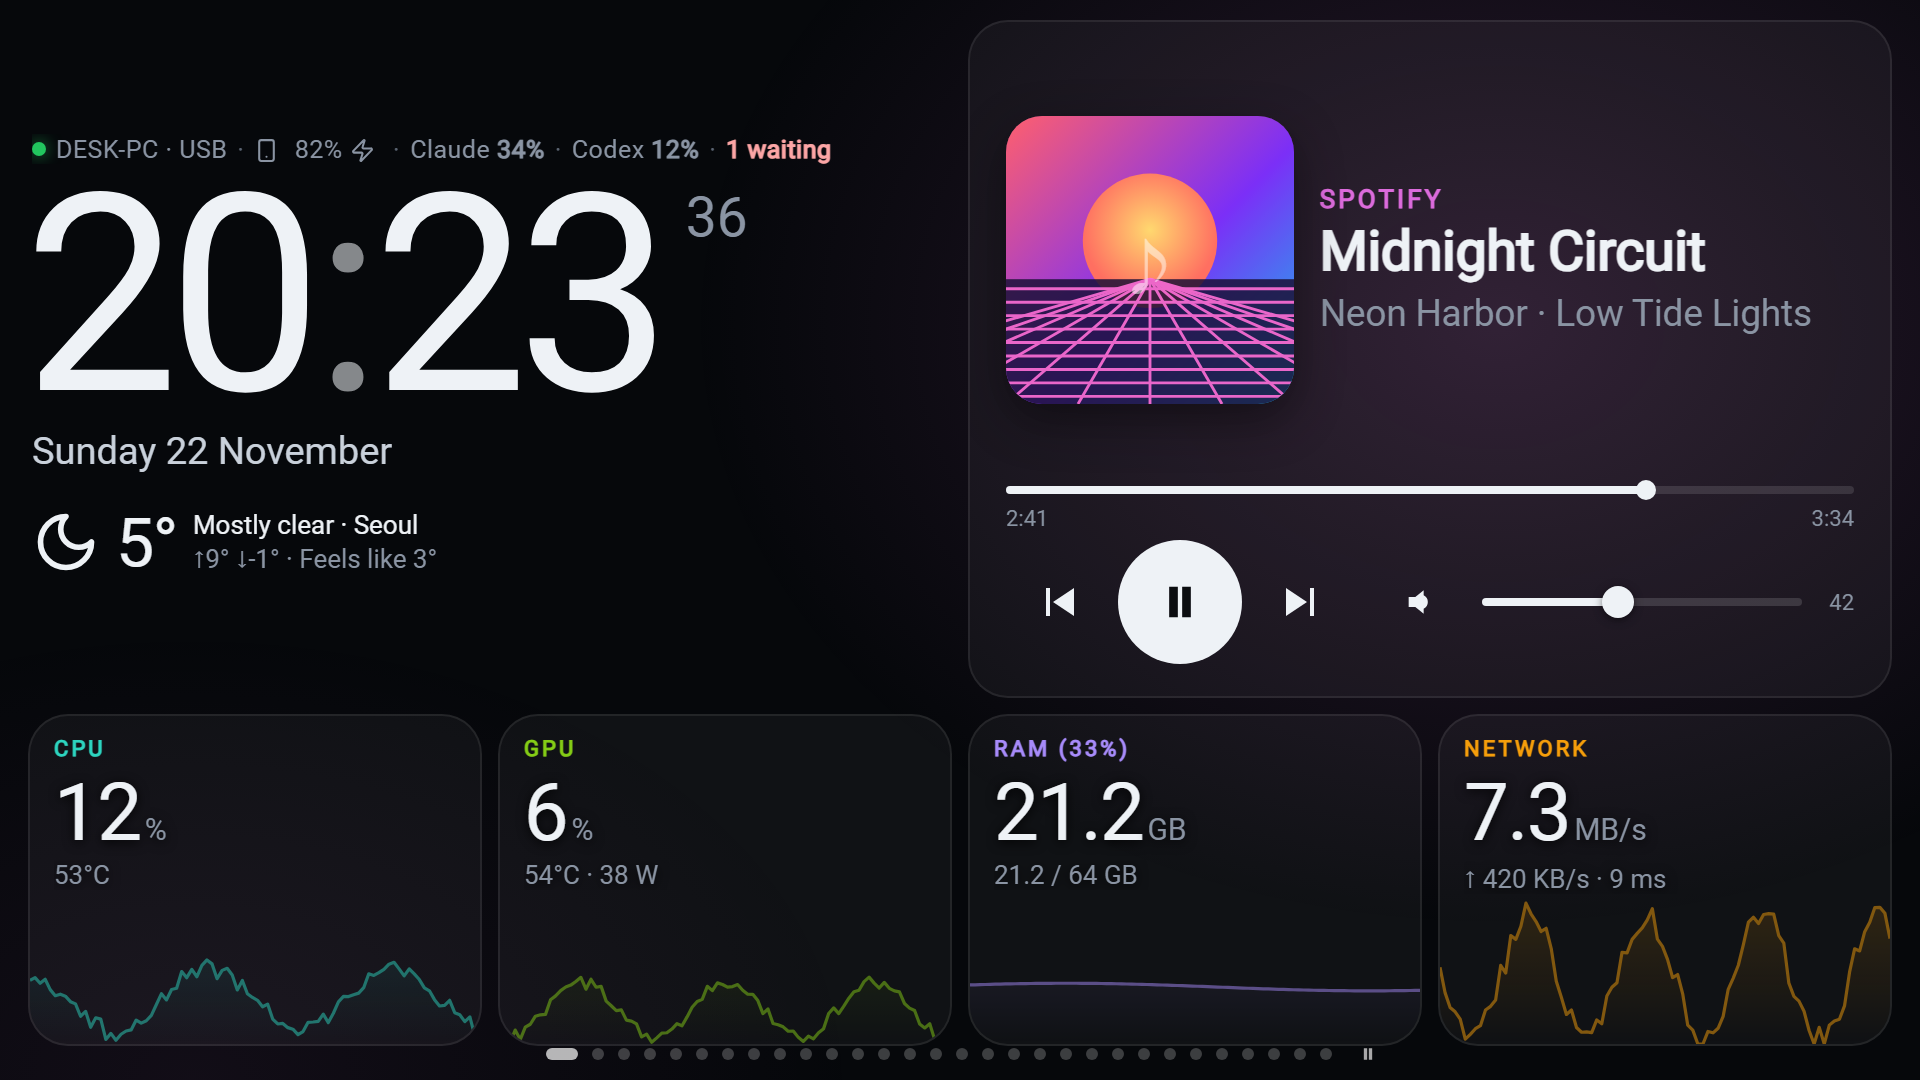 DESK-PC · USB · 82% · Claude 34% · Codex 12% · 1 waiting
20:23 36
Sunday 22 November
5° Mostly clear · Seoul
↑9° ↓-1° · Feels like 3°
SPOTIFY
Midnight Circuit
Neon Harbor · Low Tide Lights
2:41 3:34
42
CPU
12%
53°C
GPU
6%
54°C · 38 W
RAM (33%)
21.2GB
21.2 / 64 GB
NETWORK
7.3MB/s
↑ 420 KB/s · 9 ms